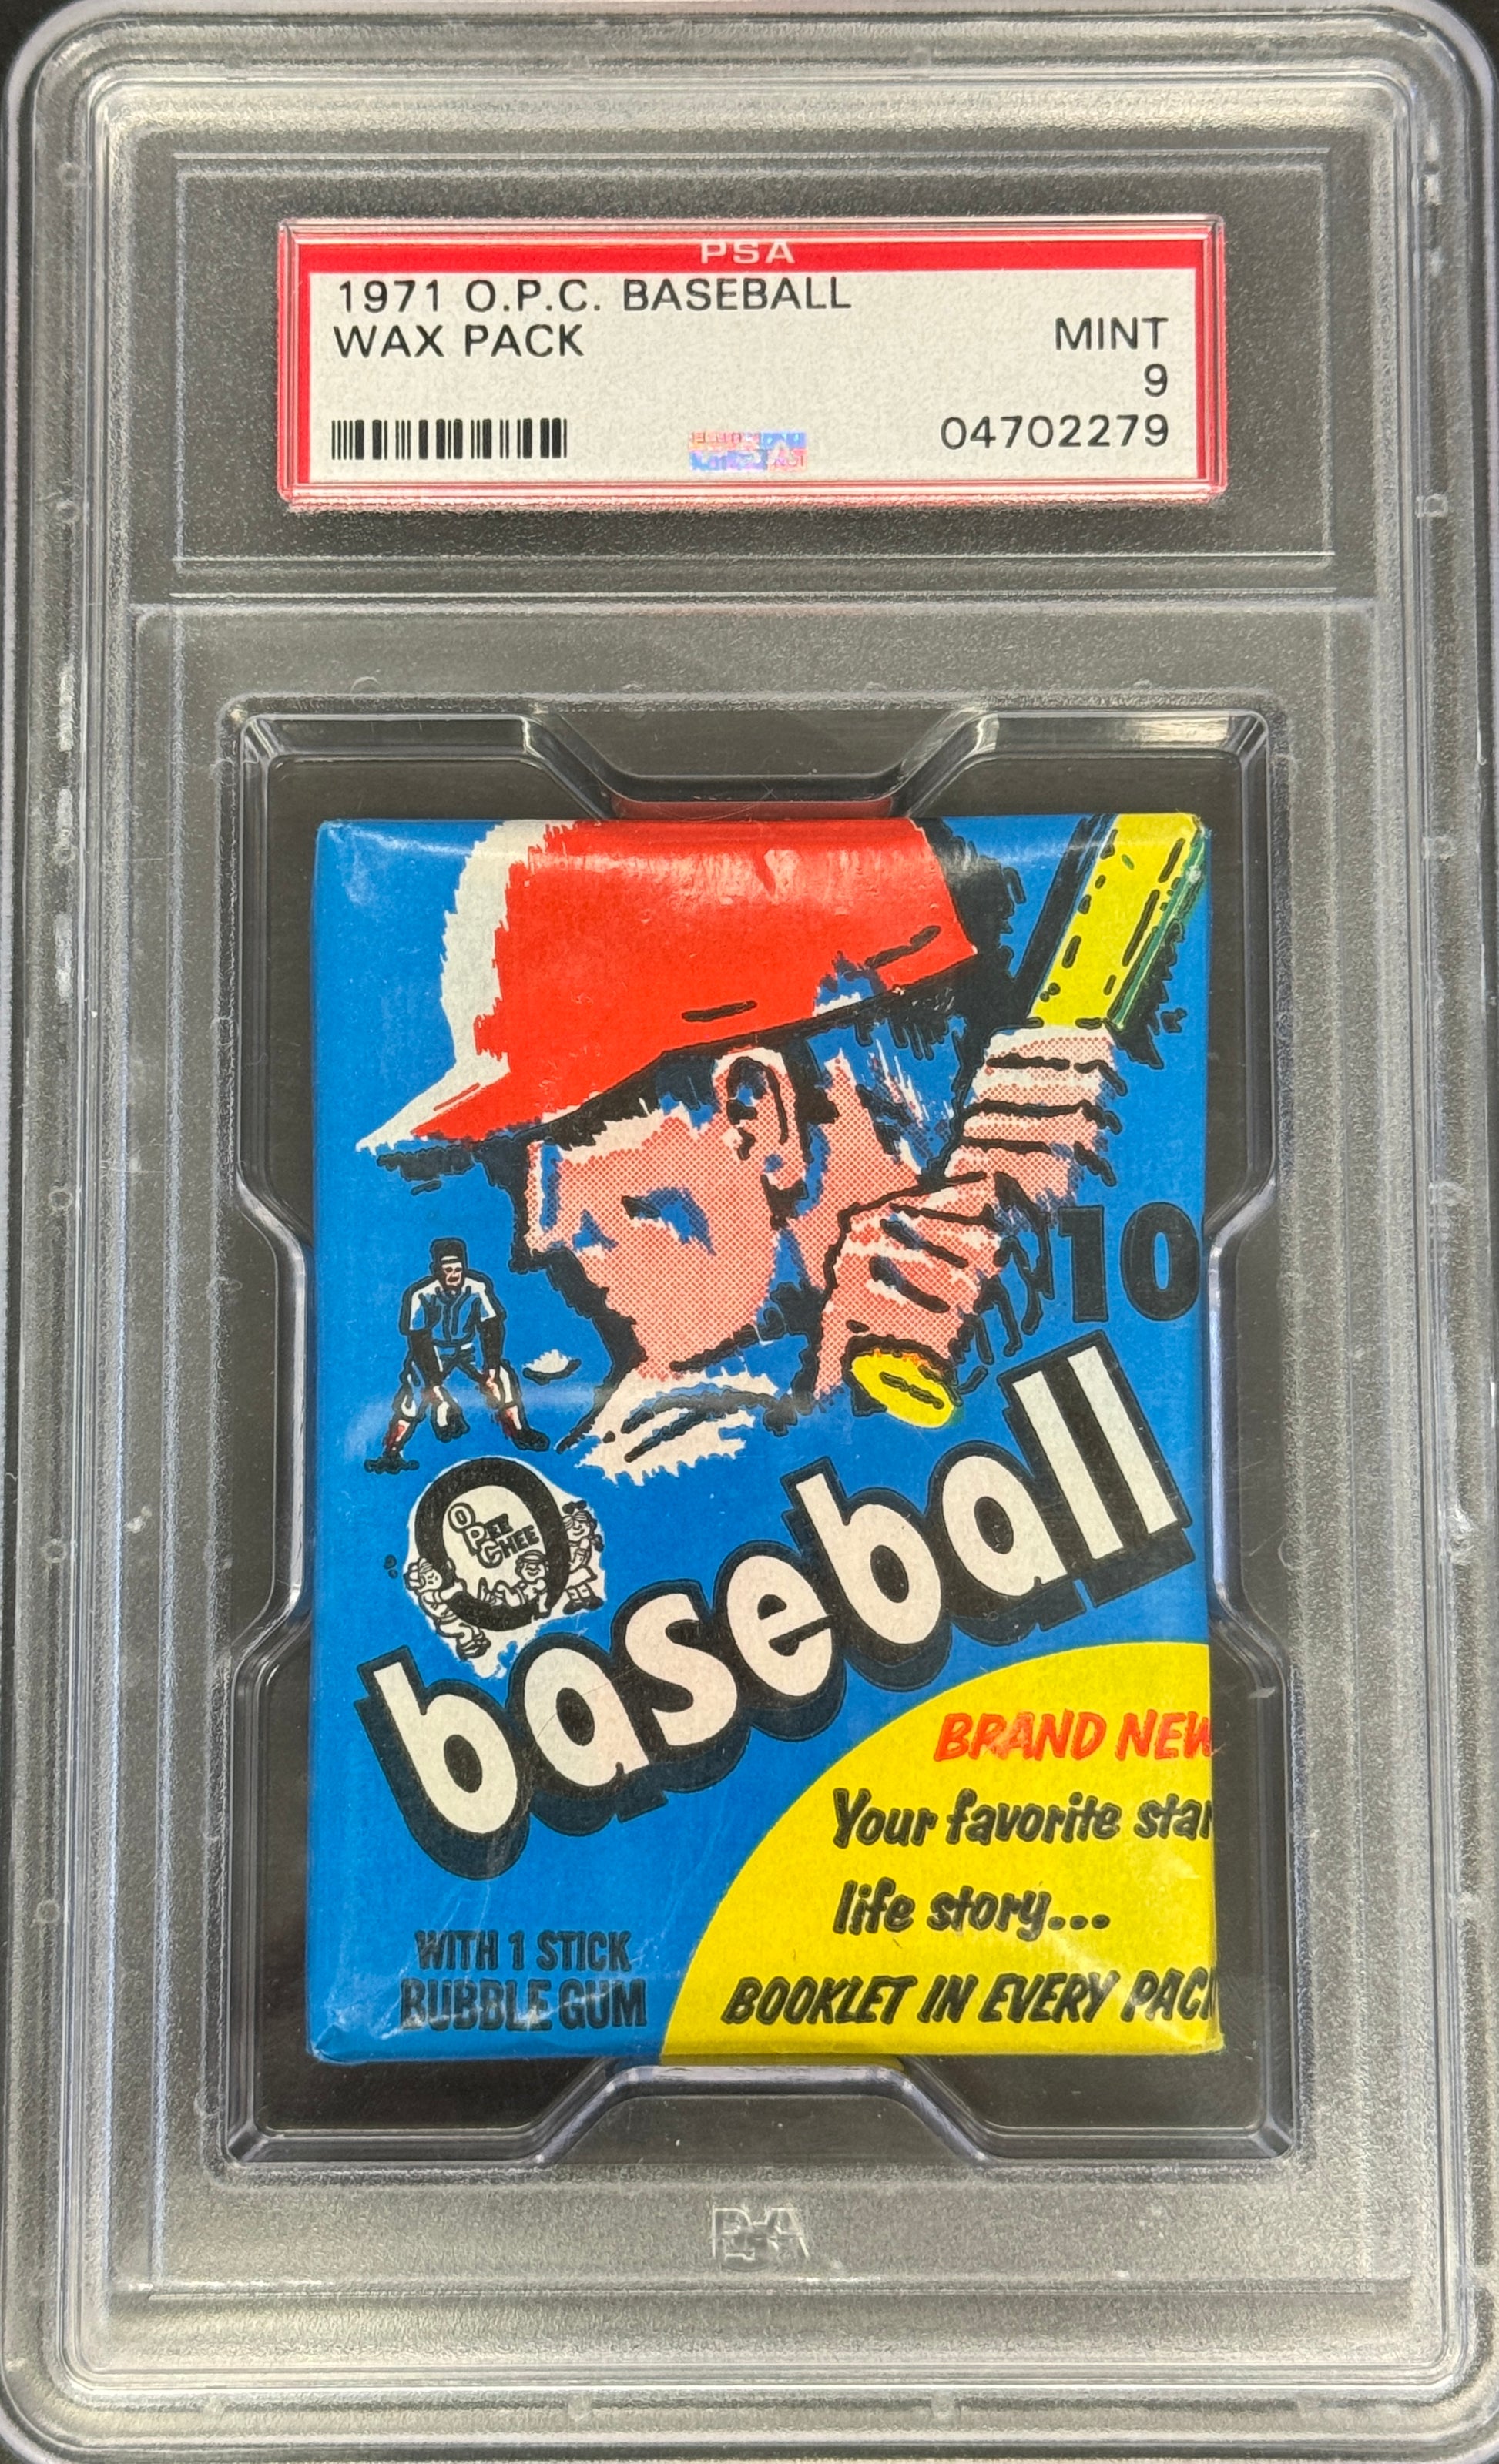 PSA
1971 O.P.C. BASEBALL
WAX PACK
MINT
9
04702279
10
O
PEE
CHEE
baseball
BRAND NEW
Your favorite star
life story...
BOOKLET IN EVERY PACK
WITH 1 STICK
BUBBLE GUM
PSA